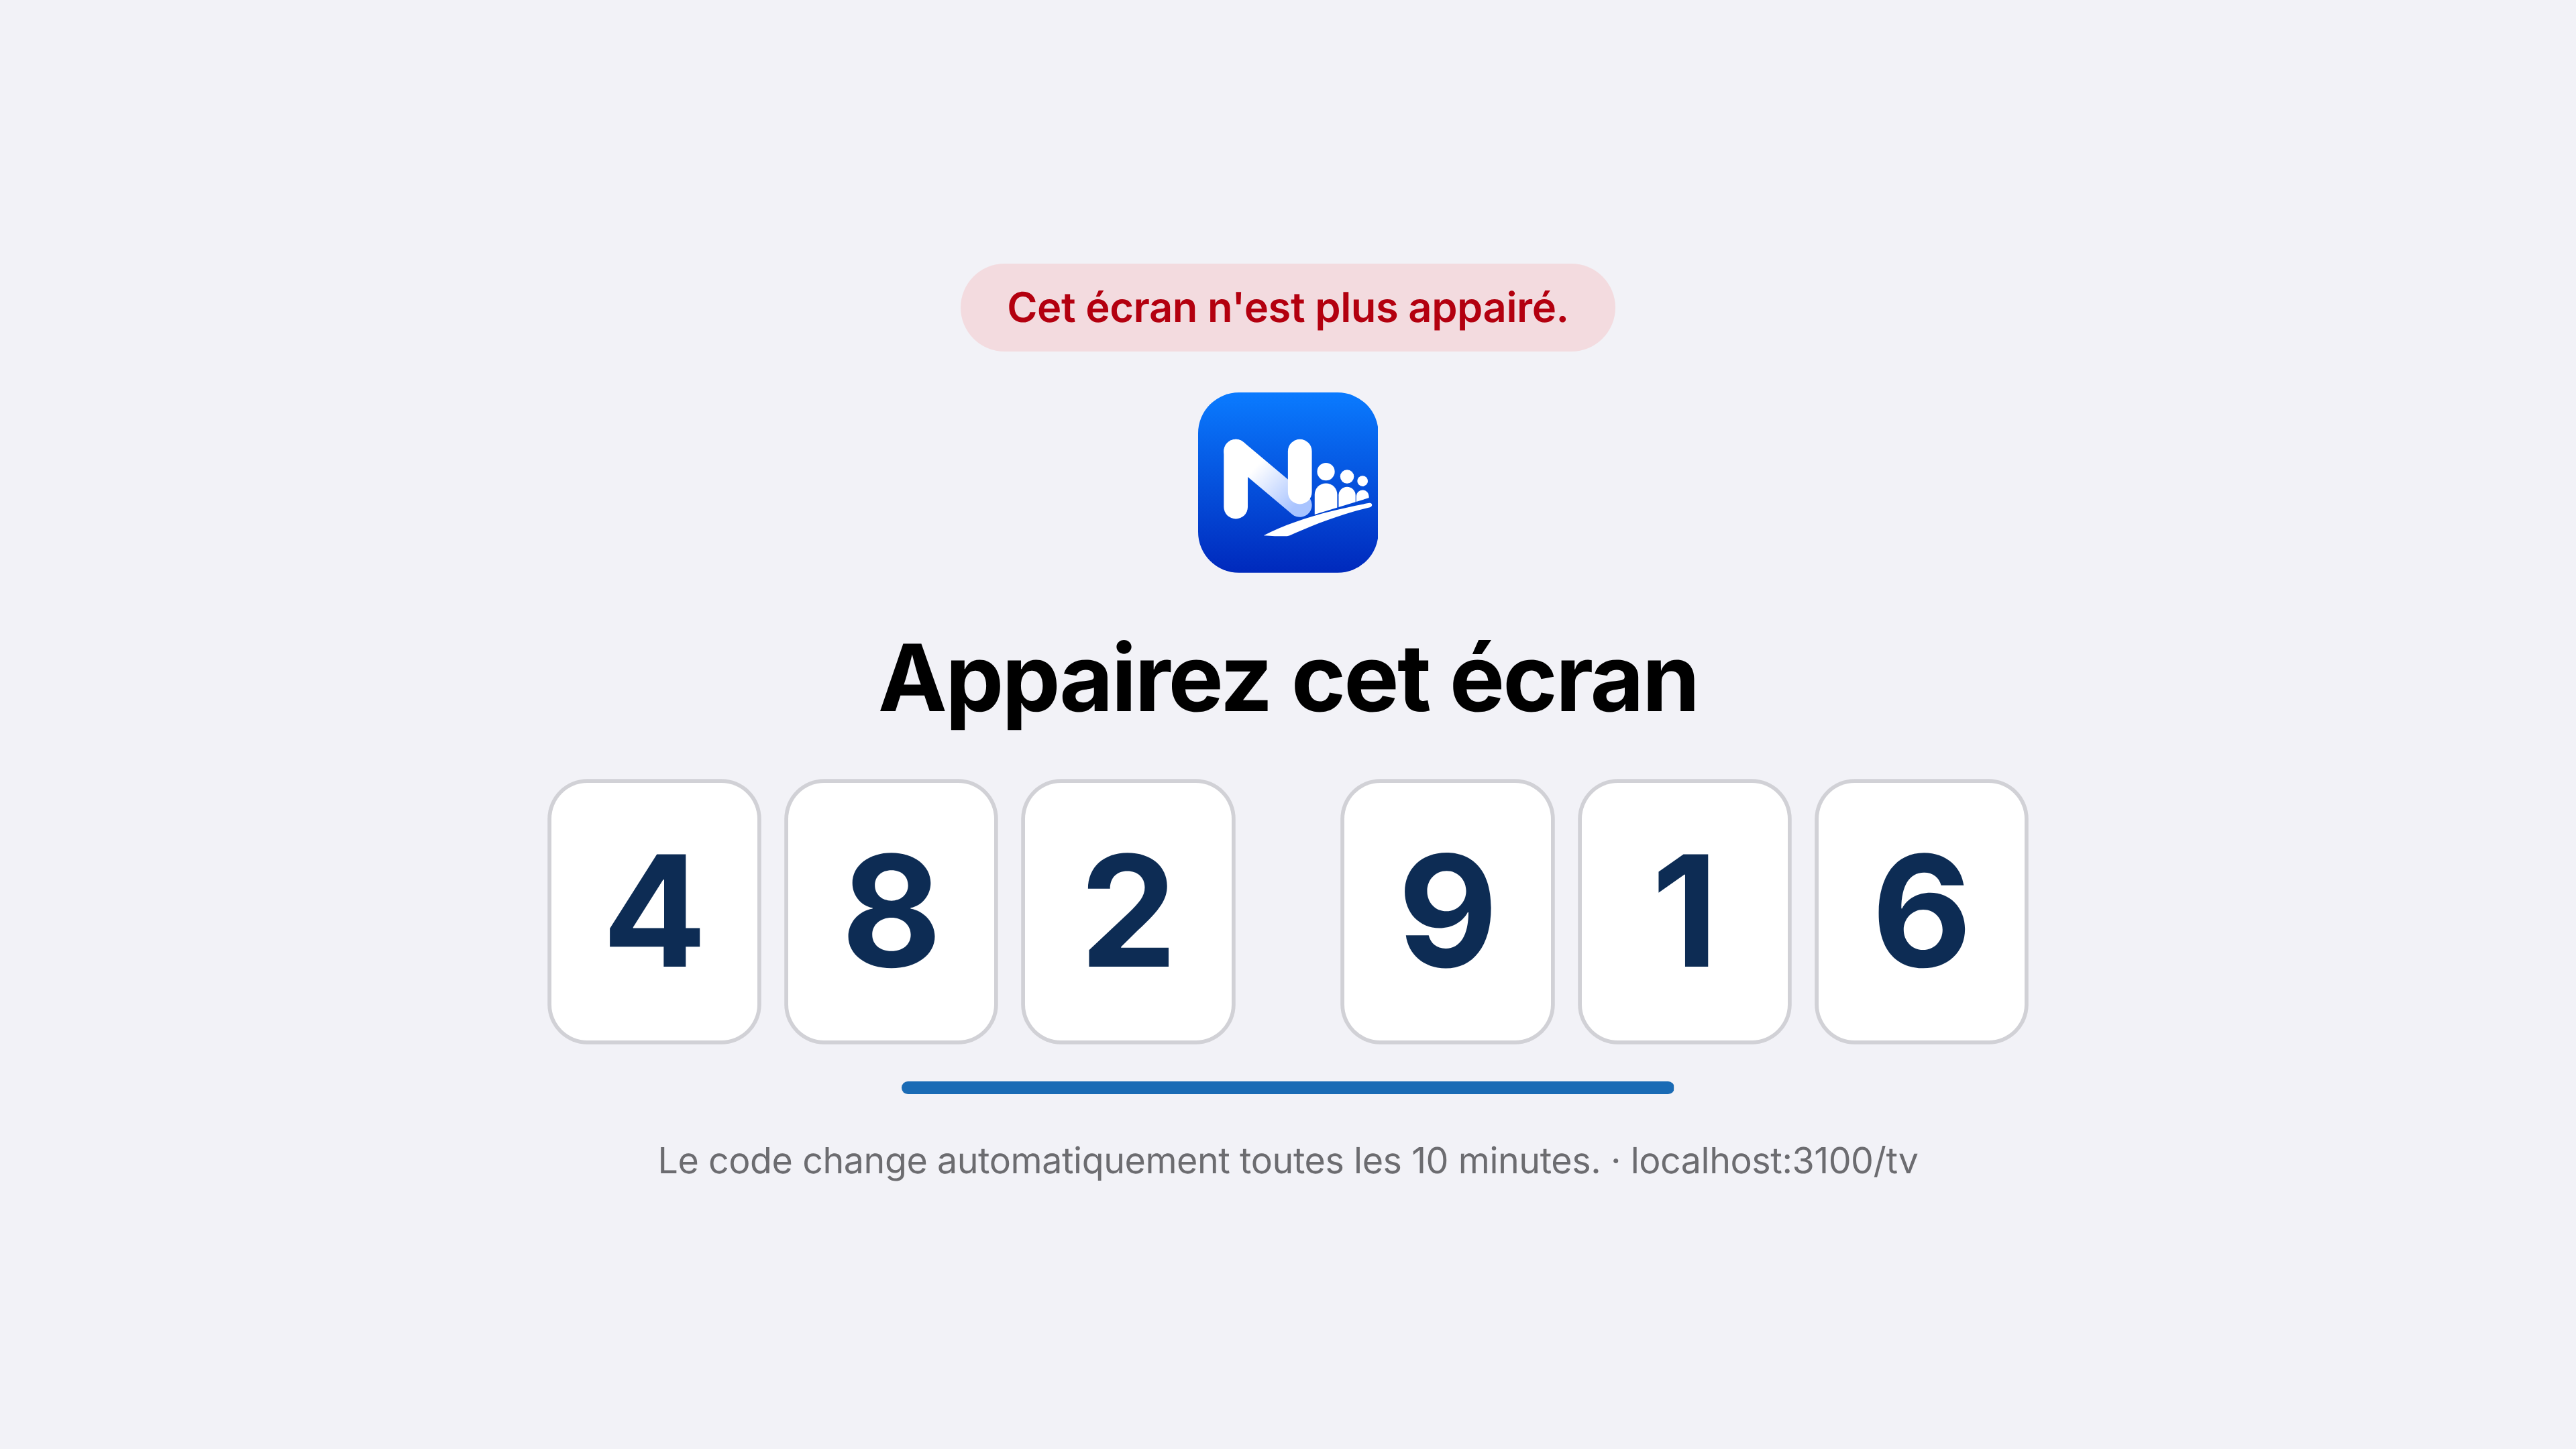 Cet écran n'est plus appairé.
N
Appairez cet écran
4 8 2 9 1 6
Le code change automatiquement toutes les 10 minutes. · localhost:3100/tv